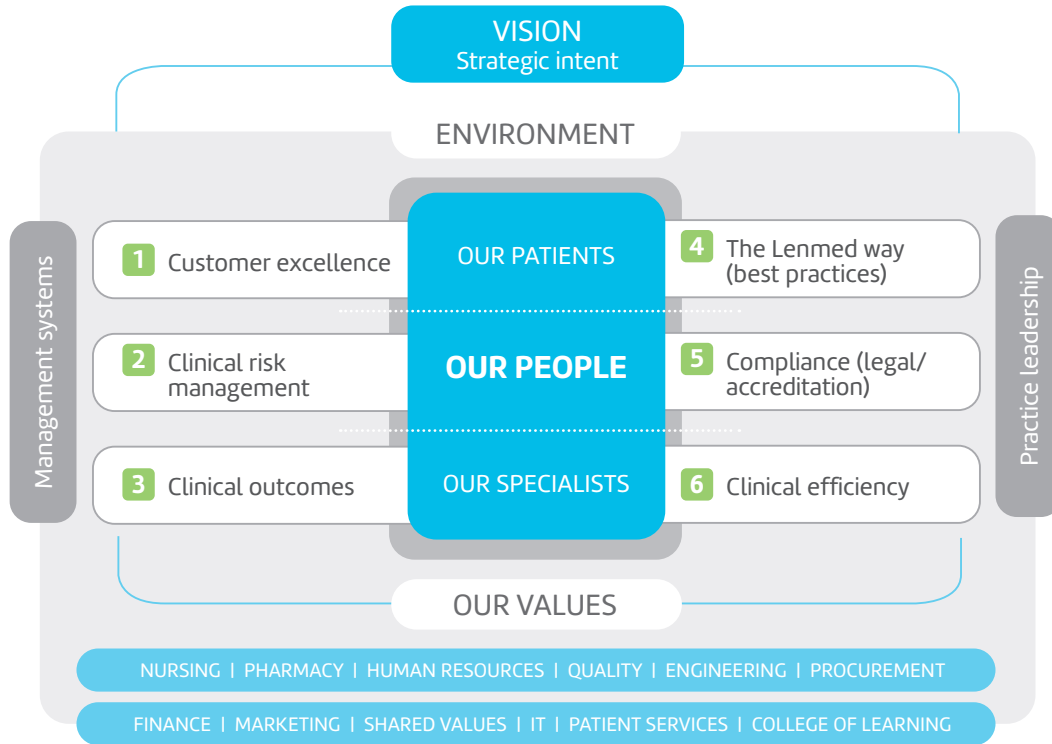 VISION
Strategic intent
ENVIRONMENT
Management systems
1 Customer excellence
2 Clinical risk
management
3 Clinical outcomes
OUR PATIENTS
OUR PEOPLE
OUR SPECIALISTS
4 The Lenmed way
(best practices)
5 Compliance (legal/
accreditation)
6 Clinical efficiency
Practice leadership
OUR VALUES
NURSING | PHARMACY | HUMAN RESOURCES | QUALITY | ENGINEERING | PROCUREMENT
FINANCE | MARKETING | SHARED VALUES | IT | PATIENT SERVICES | COLLEGE OF LEARNING